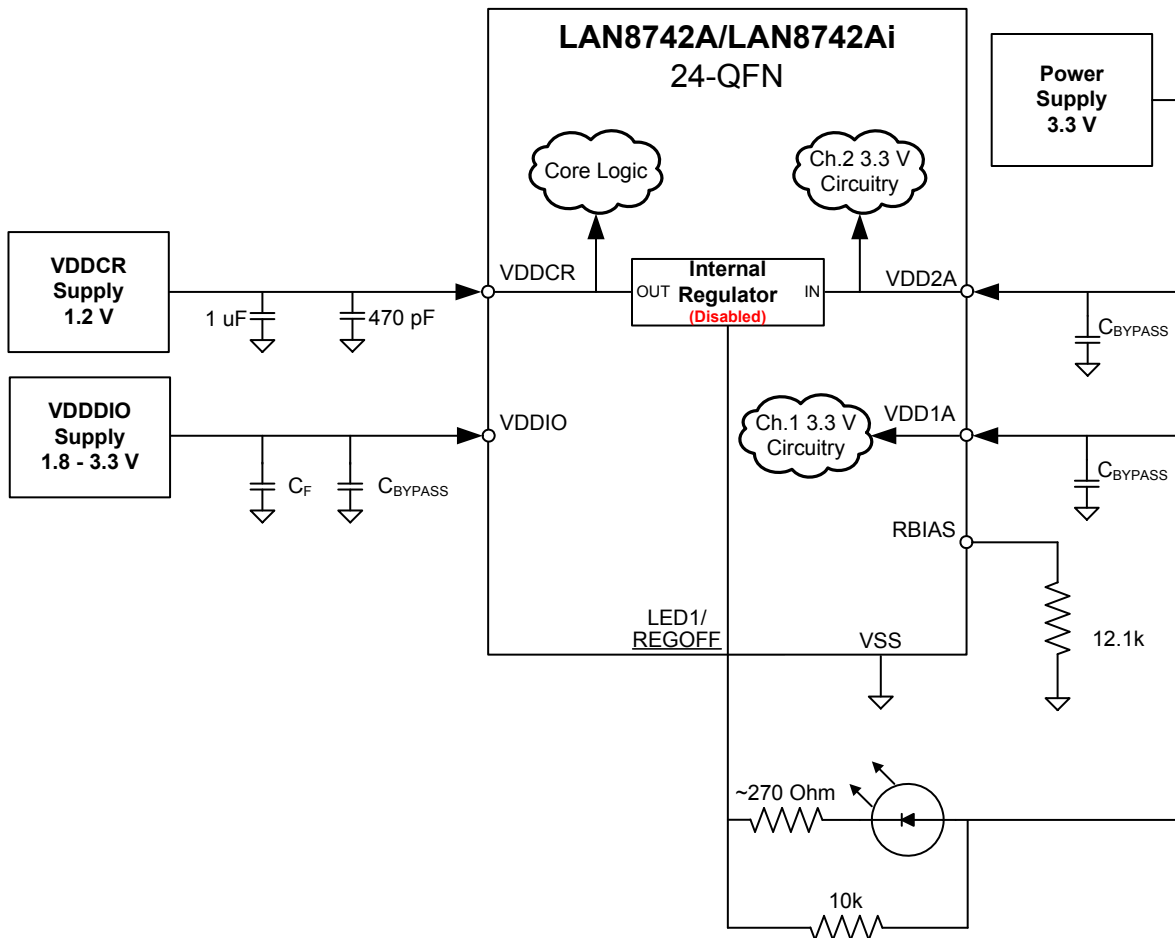 LAN8742A/LAN8742Ai
24-QFN
Power
Supply
3.3 V
Core Logic
Ch.2 3.3 V
Circuitry
VDDCR
Supply
1.2 V
VDDCR
OUT
Internal
Regulator
(Disabled)
IN
VDD2A
1 uF
470 pF
CBYPASS
VDDDIO
Supply
1.8 - 3.3 V
VDDIO
Ch.1 3.3 V
Circuitry
VDD1A
CF
CBYPASS
CBYPASS
RBIAS
LED1/
REGOFF
VSS
12.1k
~270 Ohm
10k